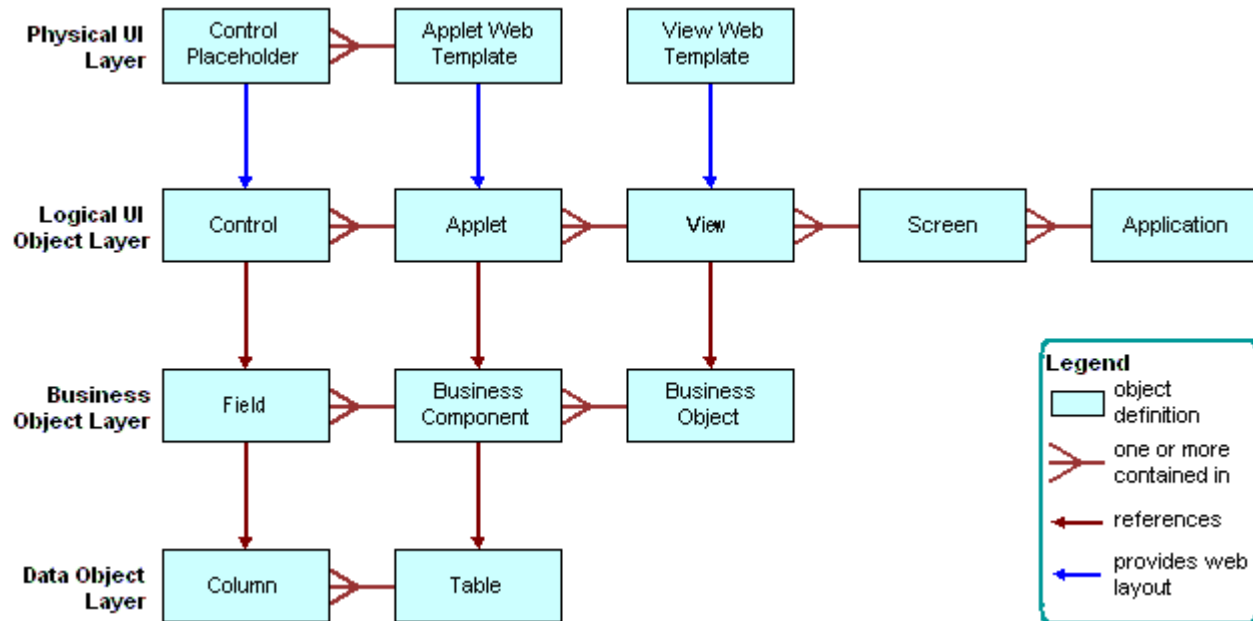 Physical UI
Layer
Control
Placeholder
Applet Web
Template
View Web
Template
Logical UI
Object Layer
Control
Applet
View
Screen
Application
Business
Object Layer
Field
Business
Component
Business
Object
Data Object
Layer
Column
Table
Legend
object
definition
one or more
contained in
references
provides web
layout